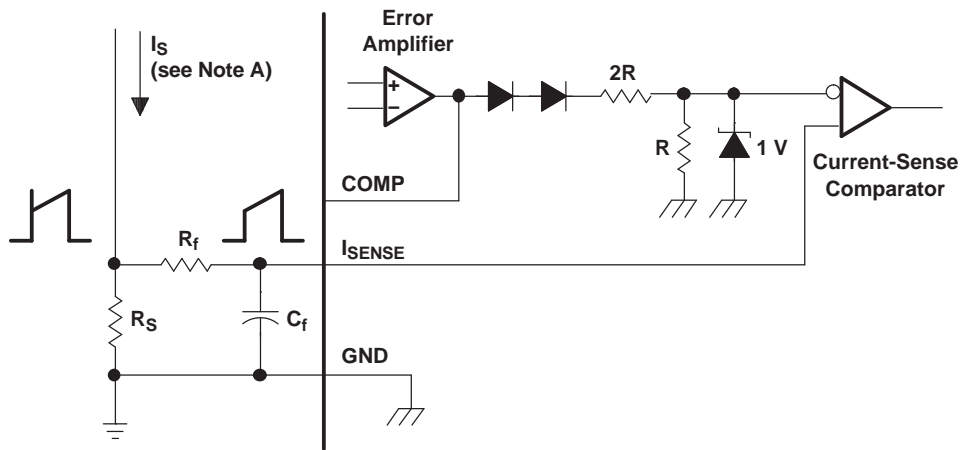 Error
Amplifier
I_S
(see Note A)
+
−
2R
R
1 V
Current-Sense
Comparator
COMP
R_f
I_SENSE
R_S
C_f
GND